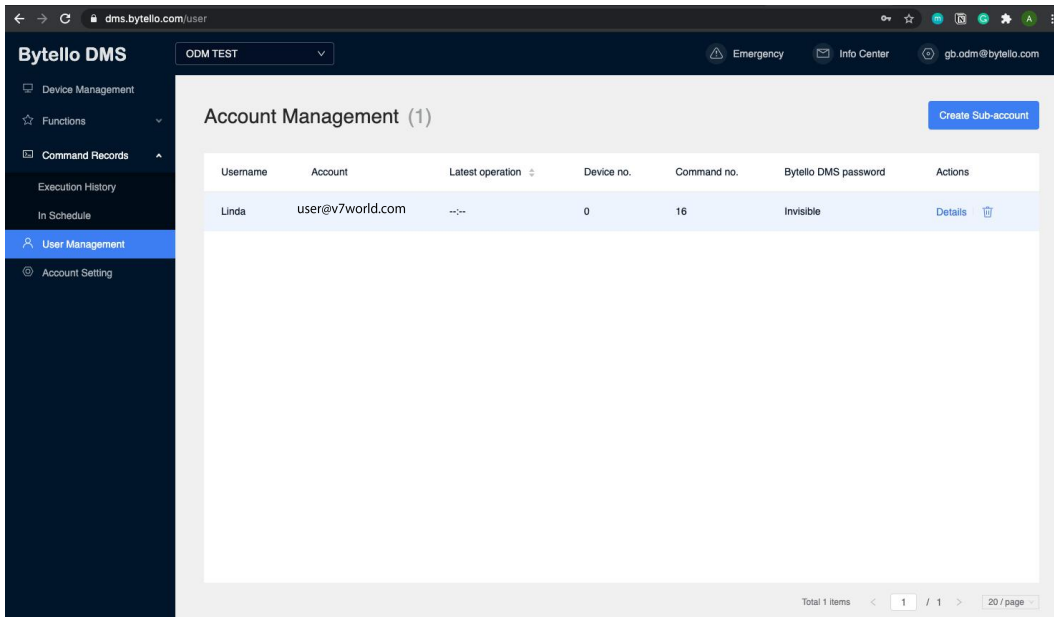 dms.bytello.com/user
A
Bytello DMS
ODM TEST
Emergency
Info Center
gb.odm@bytello.com
Device Management
Functions
Command Records
Execution History
In Schedule
User Management
Account Setting
Account Management (1)
Create Sub-account
Username Account Latest operation Device no. Command no. Bytello DMS password Actions
Linda user@v7world.com --:-- 0 16 Invisible Details
Total 1 items < 1 / 1 > 20 / page